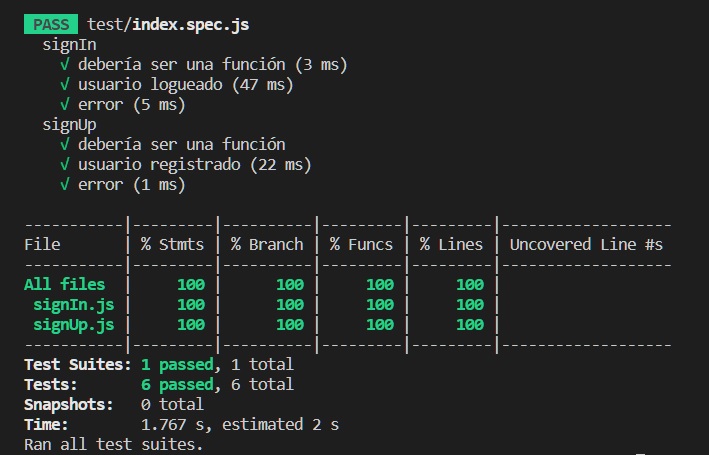 PASS test/index.spec.js
signIn
√ debería ser una función (3 ms)
√ usuario logueado (47 ms)
√ error (5 ms)
signUp
√ debería ser una función
√ usuario registrado (22 ms)
√ error (1 ms)
-----------|---------|----------|---------|---------|-------------------
File | % Stmts | % Branch | % Funcs | % Lines | Uncovered Line #s
-----------|---------|----------|---------|---------|-------------------
All files | 100 | 100 | 100 | 100 |
signIn.js | 100 | 100 | 100 | 100 |
signUp.js | 100 | 100 | 100 | 100 |
-----------|---------|----------|---------|---------|-------------------
Test Suites: 1 passed, 1 total
Tests: 6 passed, 6 total
Snapshots: 0 total
Time: 1.767 s, estimated 2 s
Ran all test suites.